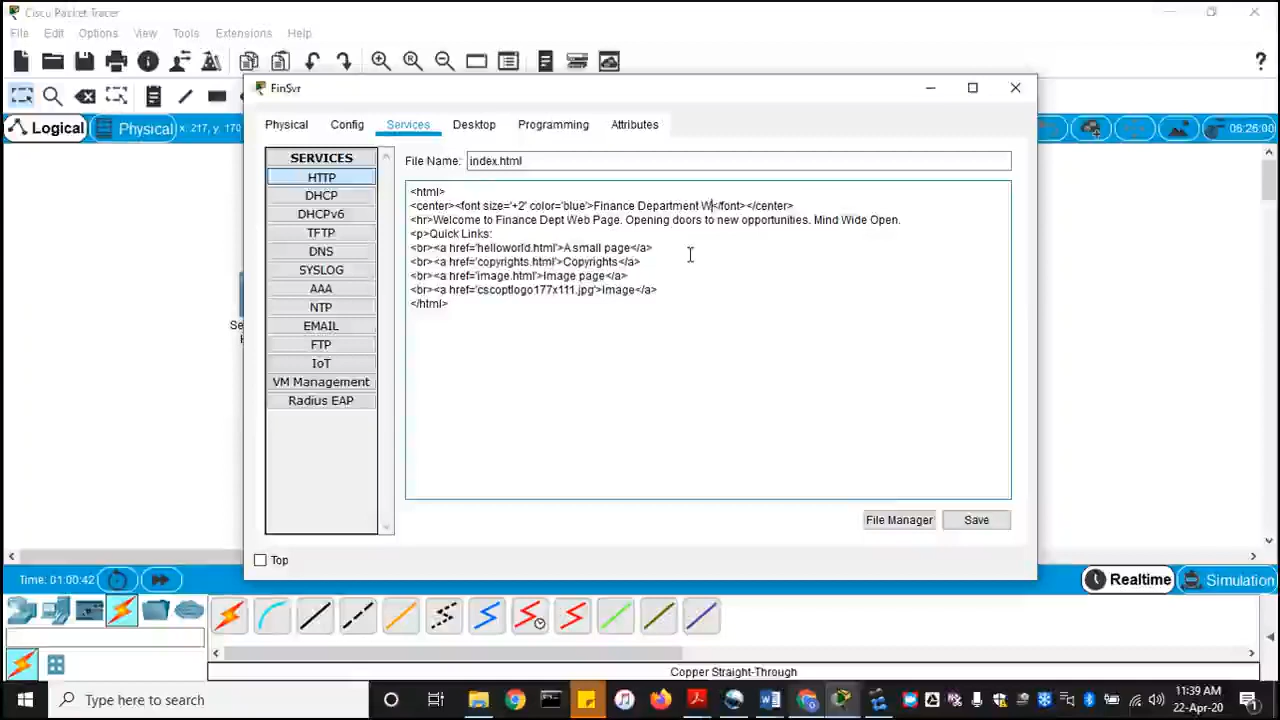 Cisco Packet Tracer
File Edit Options View Tools Extensions Help
FinSvr
Physical Config Services Desktop Programming Attributes
Logical
Physical
x: 217, y: 170
06:26:00
SERVICES
HTTP
DHCP
DHCPv6
TFTP
DNS
SYSLOG
AAA
NTP
EMAIL
FTP
IoT
VM Management
Radius EAP
File Name: index.html
<html>
<center><font size='+2' color='blue'>Finance Department W</font></center>
<hr>Welcome to Finance Dept Web Page. Opening doors to new opportunities. Mind Wide Open.
<p>Quick Links:
<br><a href='helloworld.html'>A small page</a>
<br><a href='copyrights.html'>Copyrights</a>
<br><a href='image.html'>Image page</a>
<br><a href='cscoptlogo177x111.jpg'>Image</a>
</html>
Se
File Manager
Save
Top
Time: 01:00:42
Realtime
Simulation
Copper Straight-Through
Type here to search
11:39 AM
22-Apr-20